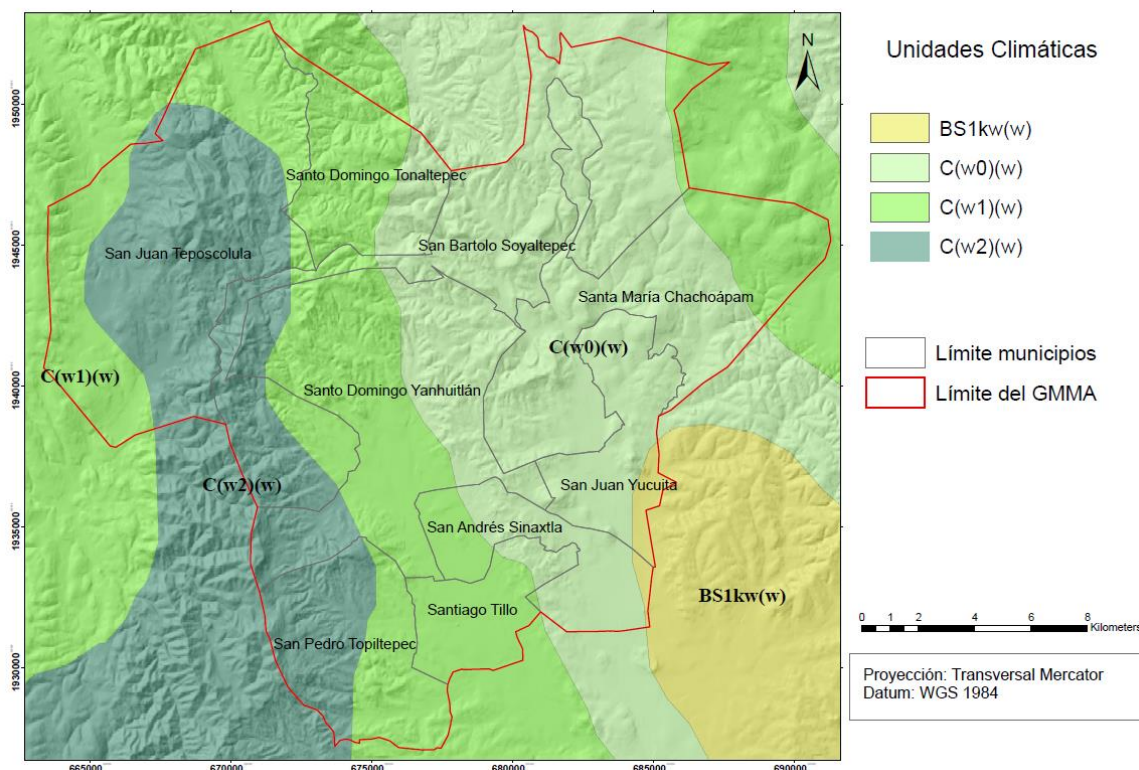 N
Santo Domingo Tonaltepec
San Juan Teposcolula
San Bartolo Soyaltepec
Santa María Chachoápam
C(w0)(w)
C(w1)(w)
Santo Domingo Yanhuitlán
C(w2)(w)
San Juan Yucuita
San Andrés Sinaxtla
BS1kw(w)
Santiago Tillo
San Pedro Topiltepec
1950000
1945000
1940000
1935000
1930000
665000
670000
675000
680000
685000
690000
Unidades Climáticas
BS1kw(w)
C(w0)(w)
C(w1)(w)
C(w2)(w)
Límite municipios
Límite del GMMA
0 2 4 8
Kilometers
Proyección: Transversal Mercator
Datum: WGS 1984